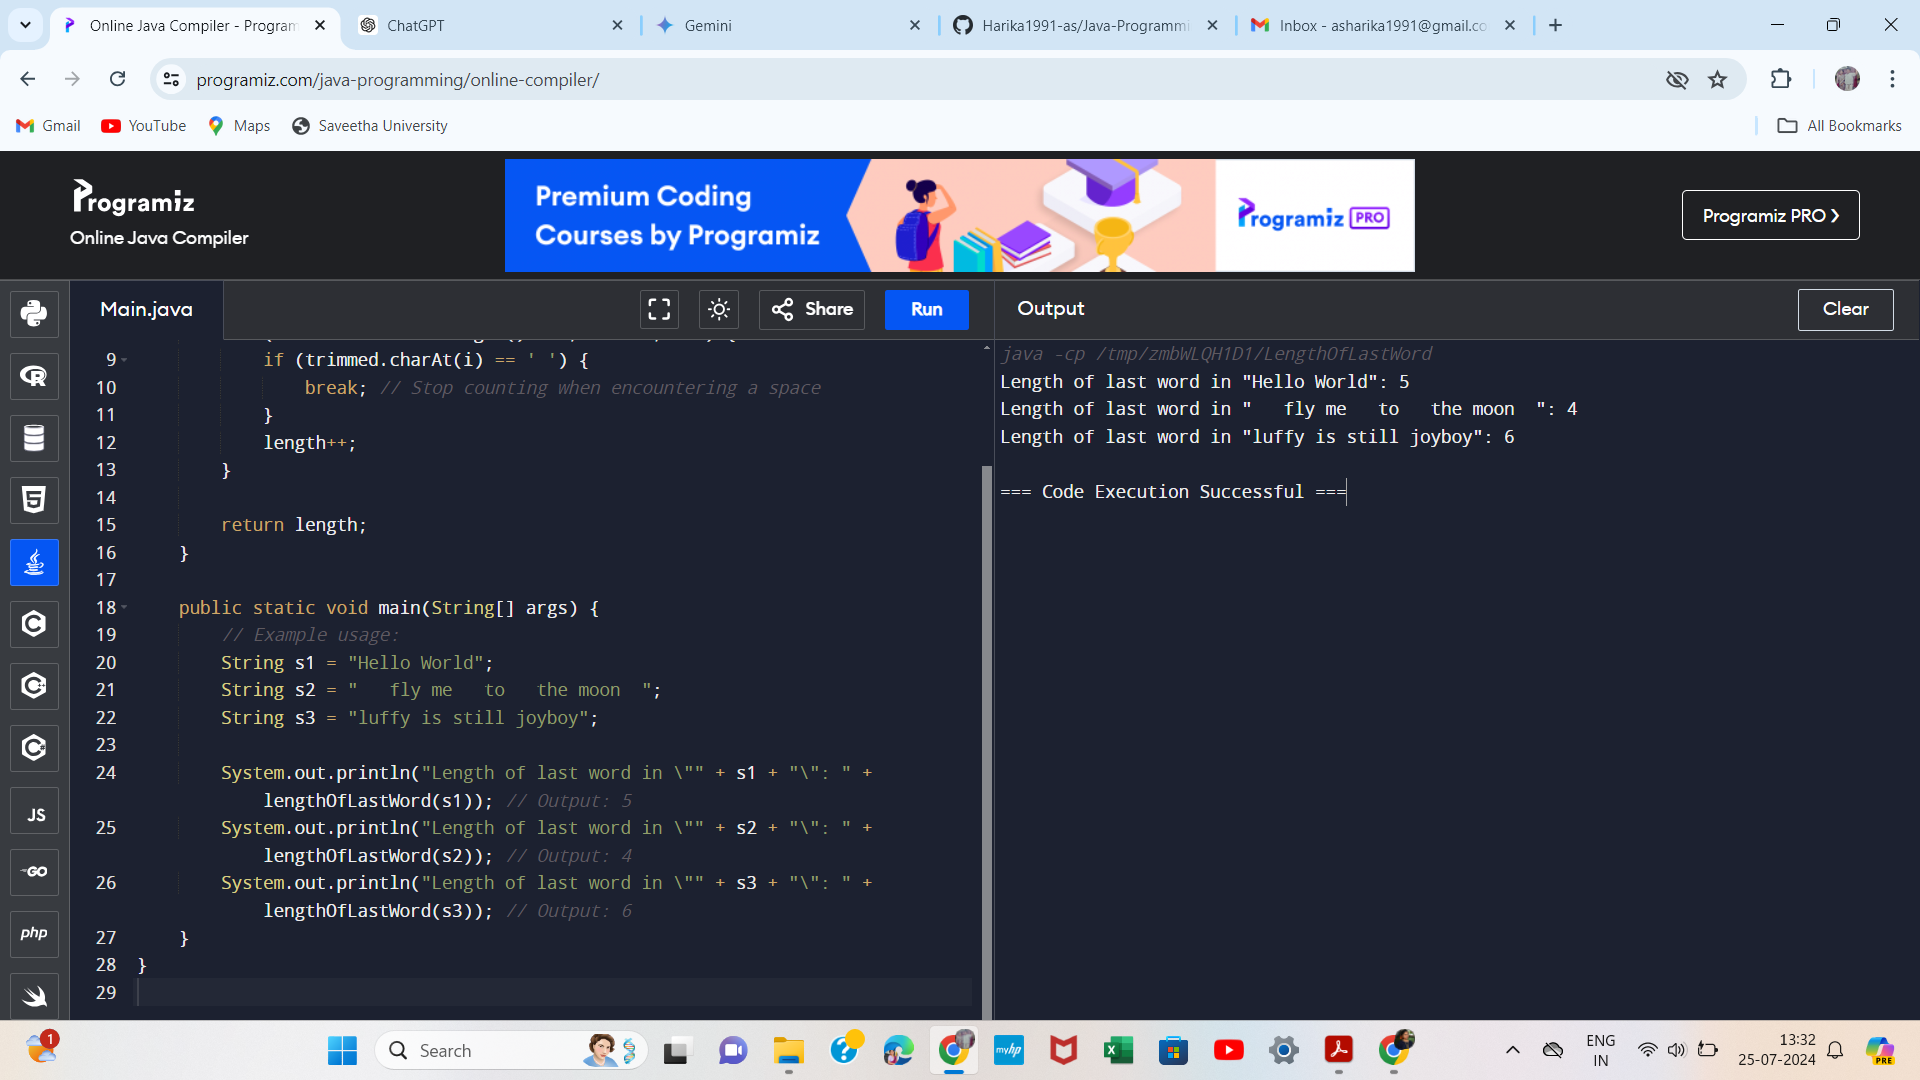 Online Java Compiler - Program
ChatGPT
Gemini
Harika1991-as/Java-Programmi
Inbox - asharika1991@gmail.co
programiz.com/java-programming/online-compiler/
Gmail
YouTube
Maps
Saveetha University
All Bookmarks
Programiz
Online Java Compiler
Premium Coding
Courses by Programiz
Programiz PRO
Programiz PRO
Main.java
Share
Run
Output
Clear
9 if (trimmed.charAt(i) == ' ') {
10 break; // Stop counting when encountering a space
11 }
12 length++;
13 }
14
15 return length;
16 }
17
18 public static void main(String[] args) {
19 // Example usage:
20 String s1 = "Hello World";
21 String s2 = "   fly me   to   the moon  ";
22 String s3 = "luffy is still joyboy";
23
24 System.out.println("Length of last word in \"" + s1 + "\": " +
lengthOfLastWord(s1)); // Output: 5
25 System.out.println("Length of last word in \"" + s2 + "\": " +
lengthOfLastWord(s2)); // Output: 4
26 System.out.println("Length of last word in \"" + s3 + "\": " +
lengthOfLastWord(s3)); // Output: 6
27 }
28 }
29
java -cp /tmp/zmbWLQH1D1/LengthOfLastWord
Length of last word in "Hello World": 5
Length of last word in "   fly me   to   the moon  ": 4
Length of last word in "luffy is still joyboy": 6
=== Code Execution Successful ===
R
5
C
C
C
JS
GO
php
1
Search
myhp
ENG
IN
13:32
25-07-2024
PRE